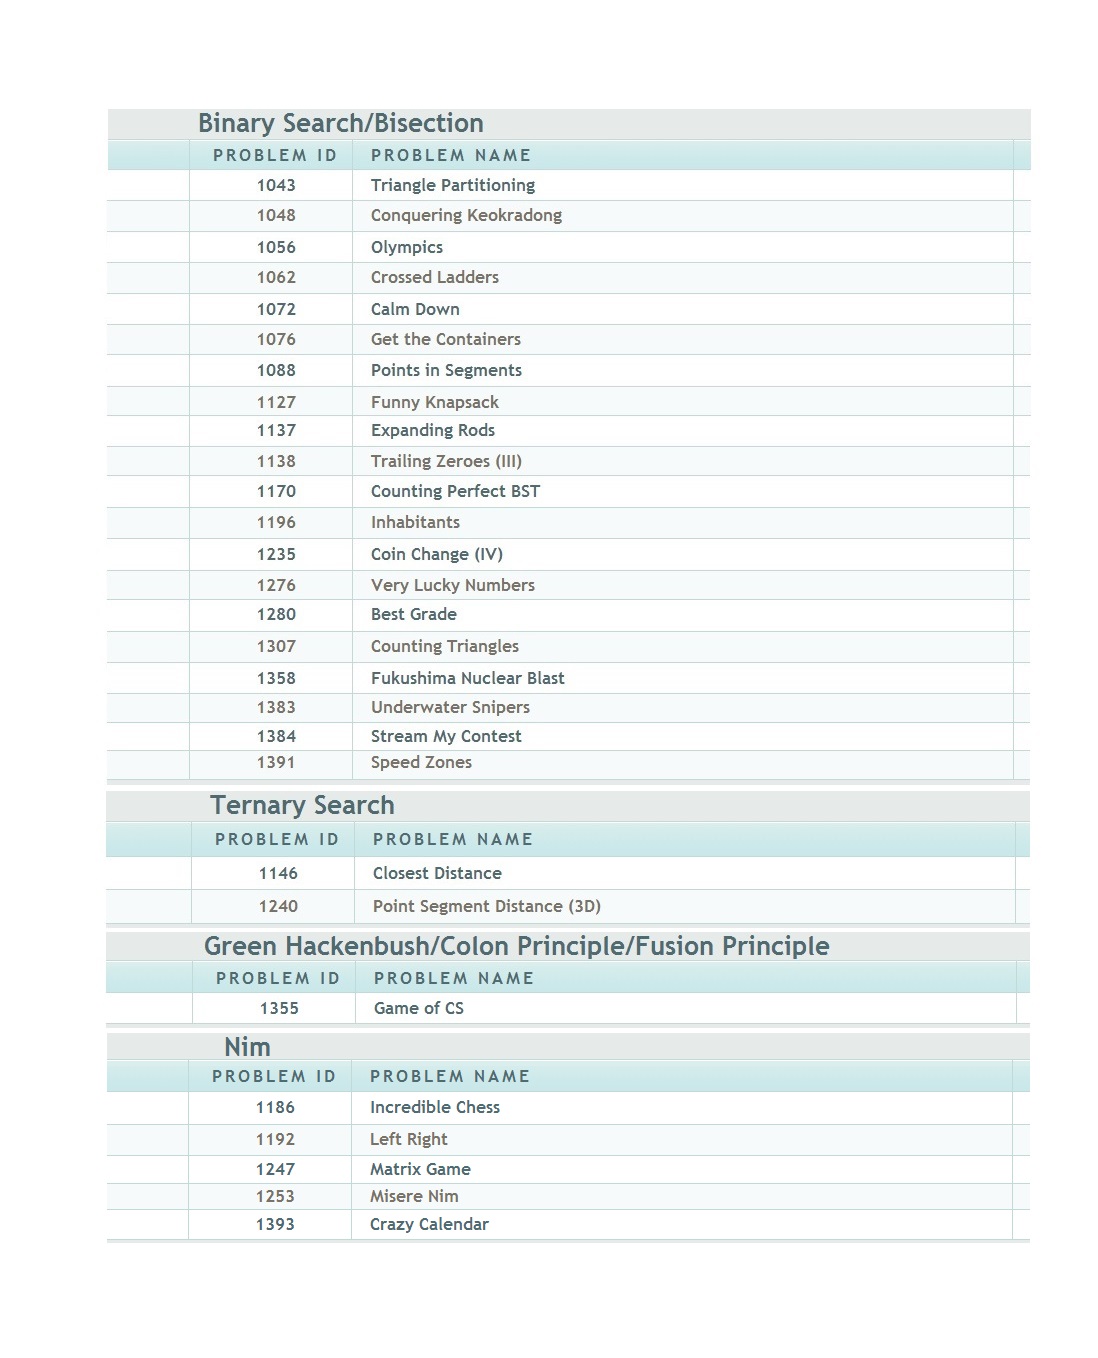 Binary Search/Bisection
PROBLEM ID PROBLEM NAME
1043 Triangle Partitioning
1048 Conquering Keokradong
1056 Olympics
1062 Crossed Ladders
1072 Calm Down
1076 Get the Containers
1088 Points in Segments
1127 Funny Knapsack
1137 Expanding Rods
1138 Trailing Zeroes (III)
1170 Counting Perfect BST
1196 Inhabitants
1235 Coin Change (IV)
1276 Very Lucky Numbers
1280 Best Grade
1307 Counting Triangles
1358 Fukushima Nuclear Blast
1383 Underwater Snipers
1384 Stream My Contest
1391 Speed Zones
Ternary Search
PROBLEM ID PROBLEM NAME
1146 Closest Distance
1240 Point Segment Distance (3D)
Green Hackenbush/Colon Principle/Fusion Principle
PROBLEM ID PROBLEM NAME
1355 Game of CS
Nim
PROBLEM ID PROBLEM NAME
1186 Incredible Chess
1192 Left Right
1247 Matrix Game
1253 Misere Nim
1393 Crazy Calendar